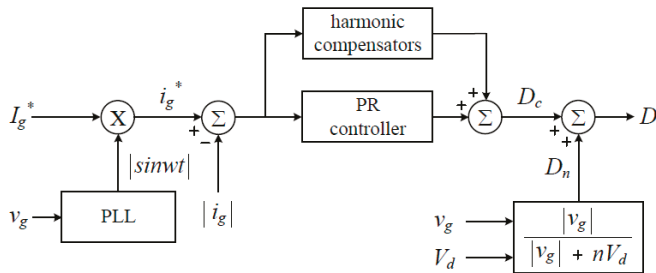 harmonic
compensators
I_g^*
X
i_g^*
Σ
+
−
PR
controller
+
+
Σ
D_c
+
+
Σ
D
|sinwt|
D_n
v_g
PLL
|i_g|
v_g
V_d
|v_g|
|v_g| + nV_d